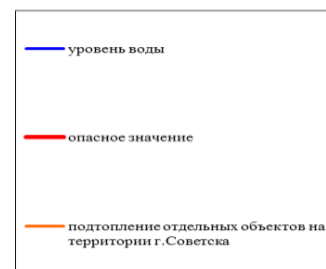 уровень воды
опасное значение
подтопление отдельных объектов на
территории г.Советска